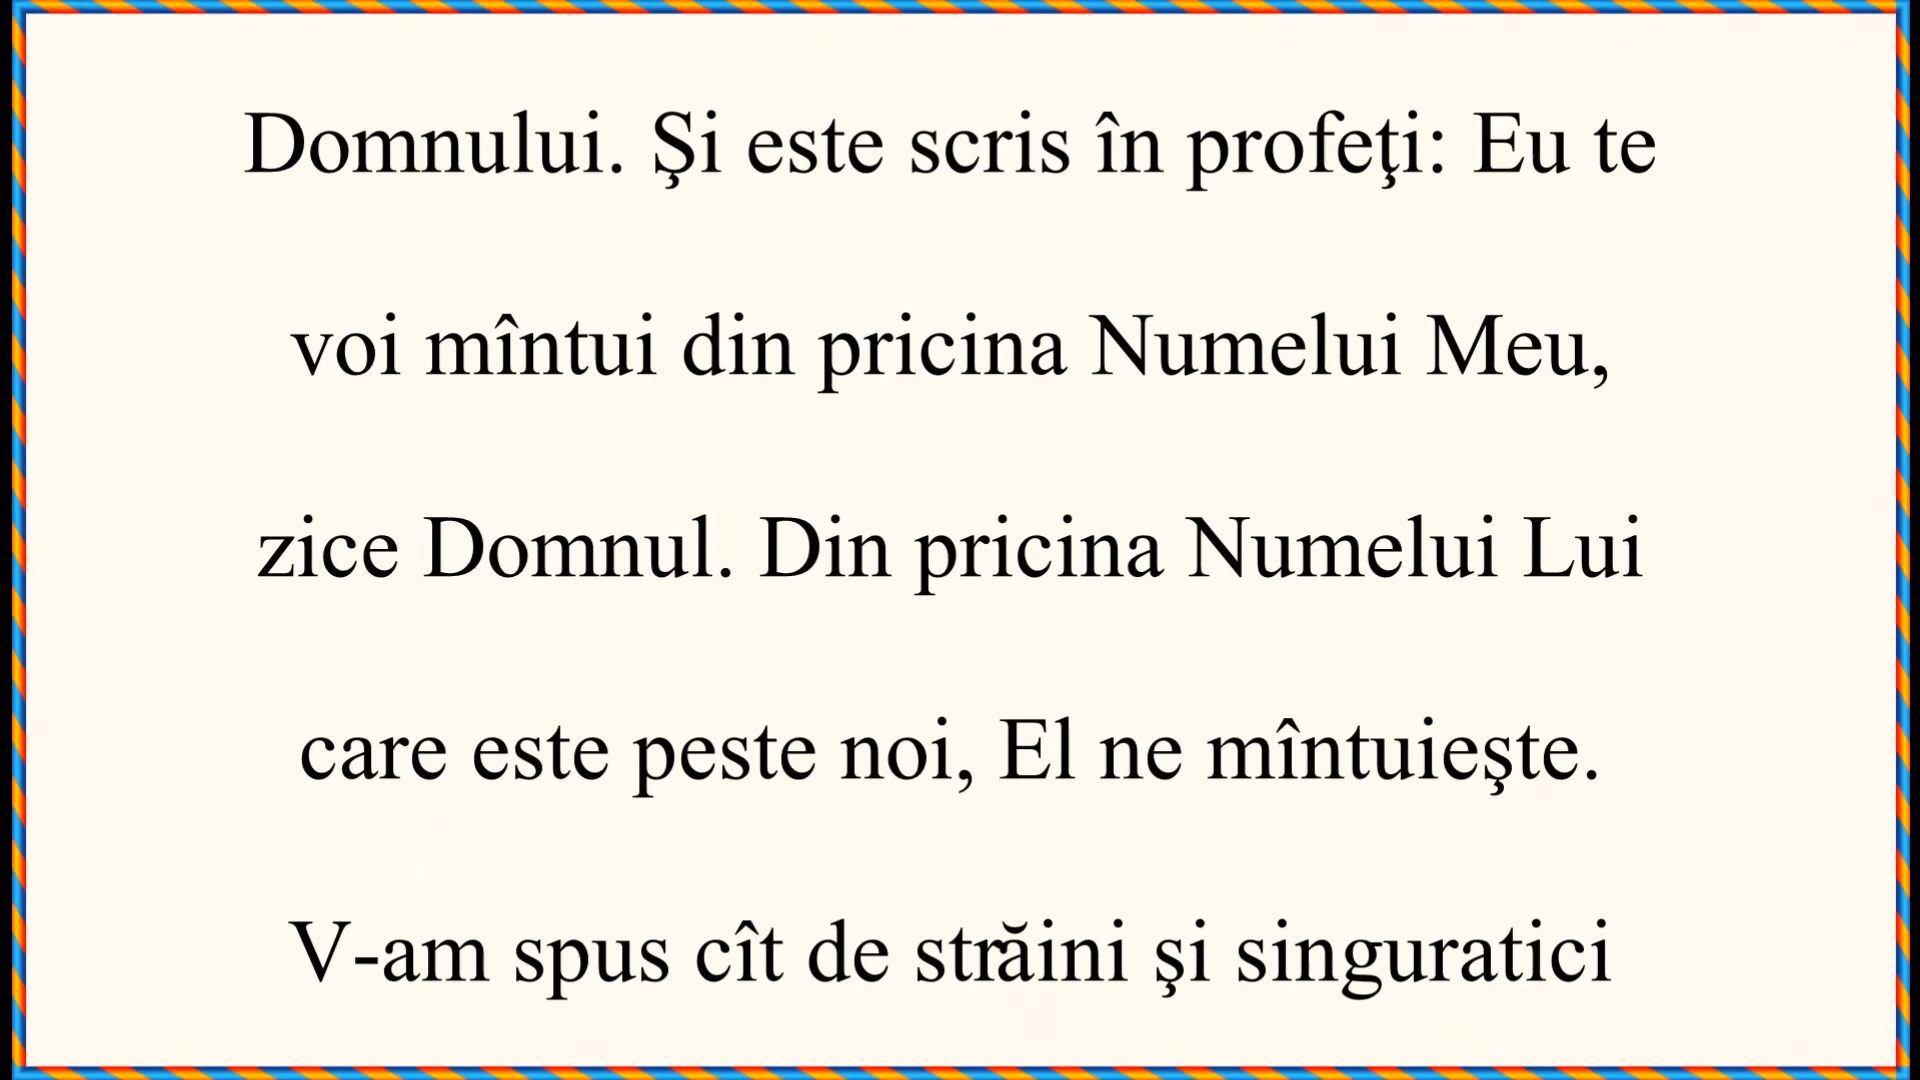 Domnului. Şi este scris în profeţi: Eu te
voi mîntui din pricina Numelui Meu,
zice Domnul. Din pricina Numelui Lui
care este peste noi, El ne mîntuieşte.
V-am spus cît de străini şi singuratici